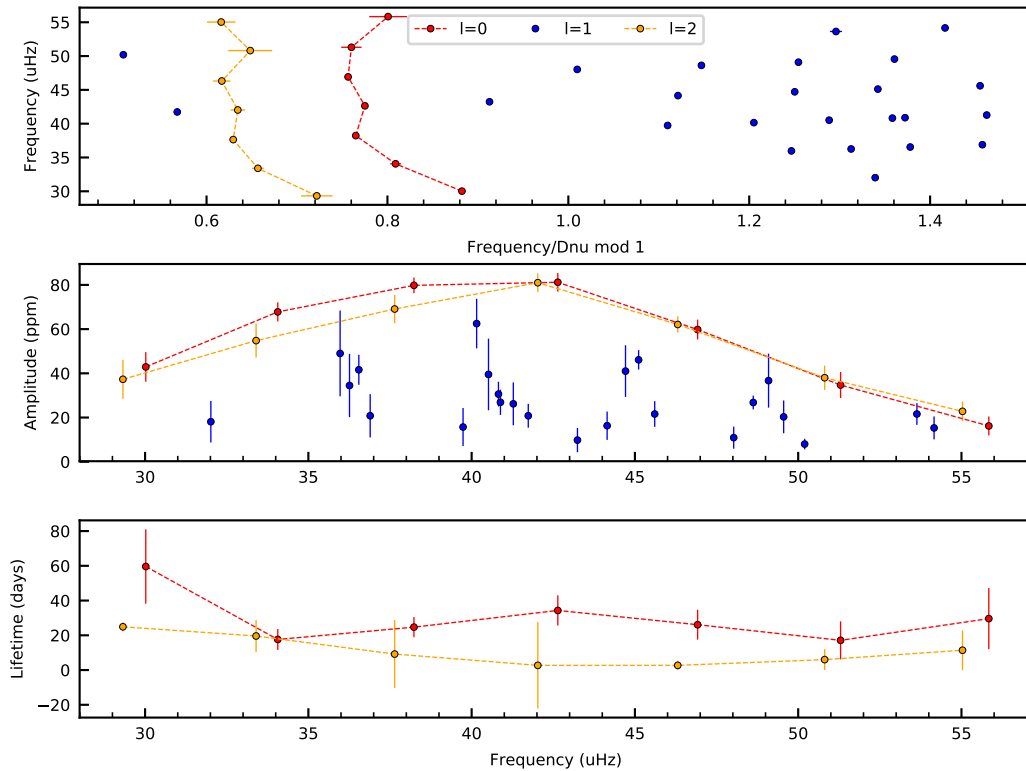 55
50
45
40
35
30
Frequency (uHz)
l=0 l=1 l=2
0.6 0.8 1.0 1.2 1.4
Frequency/Dnu mod 1
80
60
40
20
0
Amplitude (ppm)
30 35 40 45 50 55
80
60
40
20
0
−20
Lifetime (days)
30 35 40 45 50 55
Frequency (uHz)